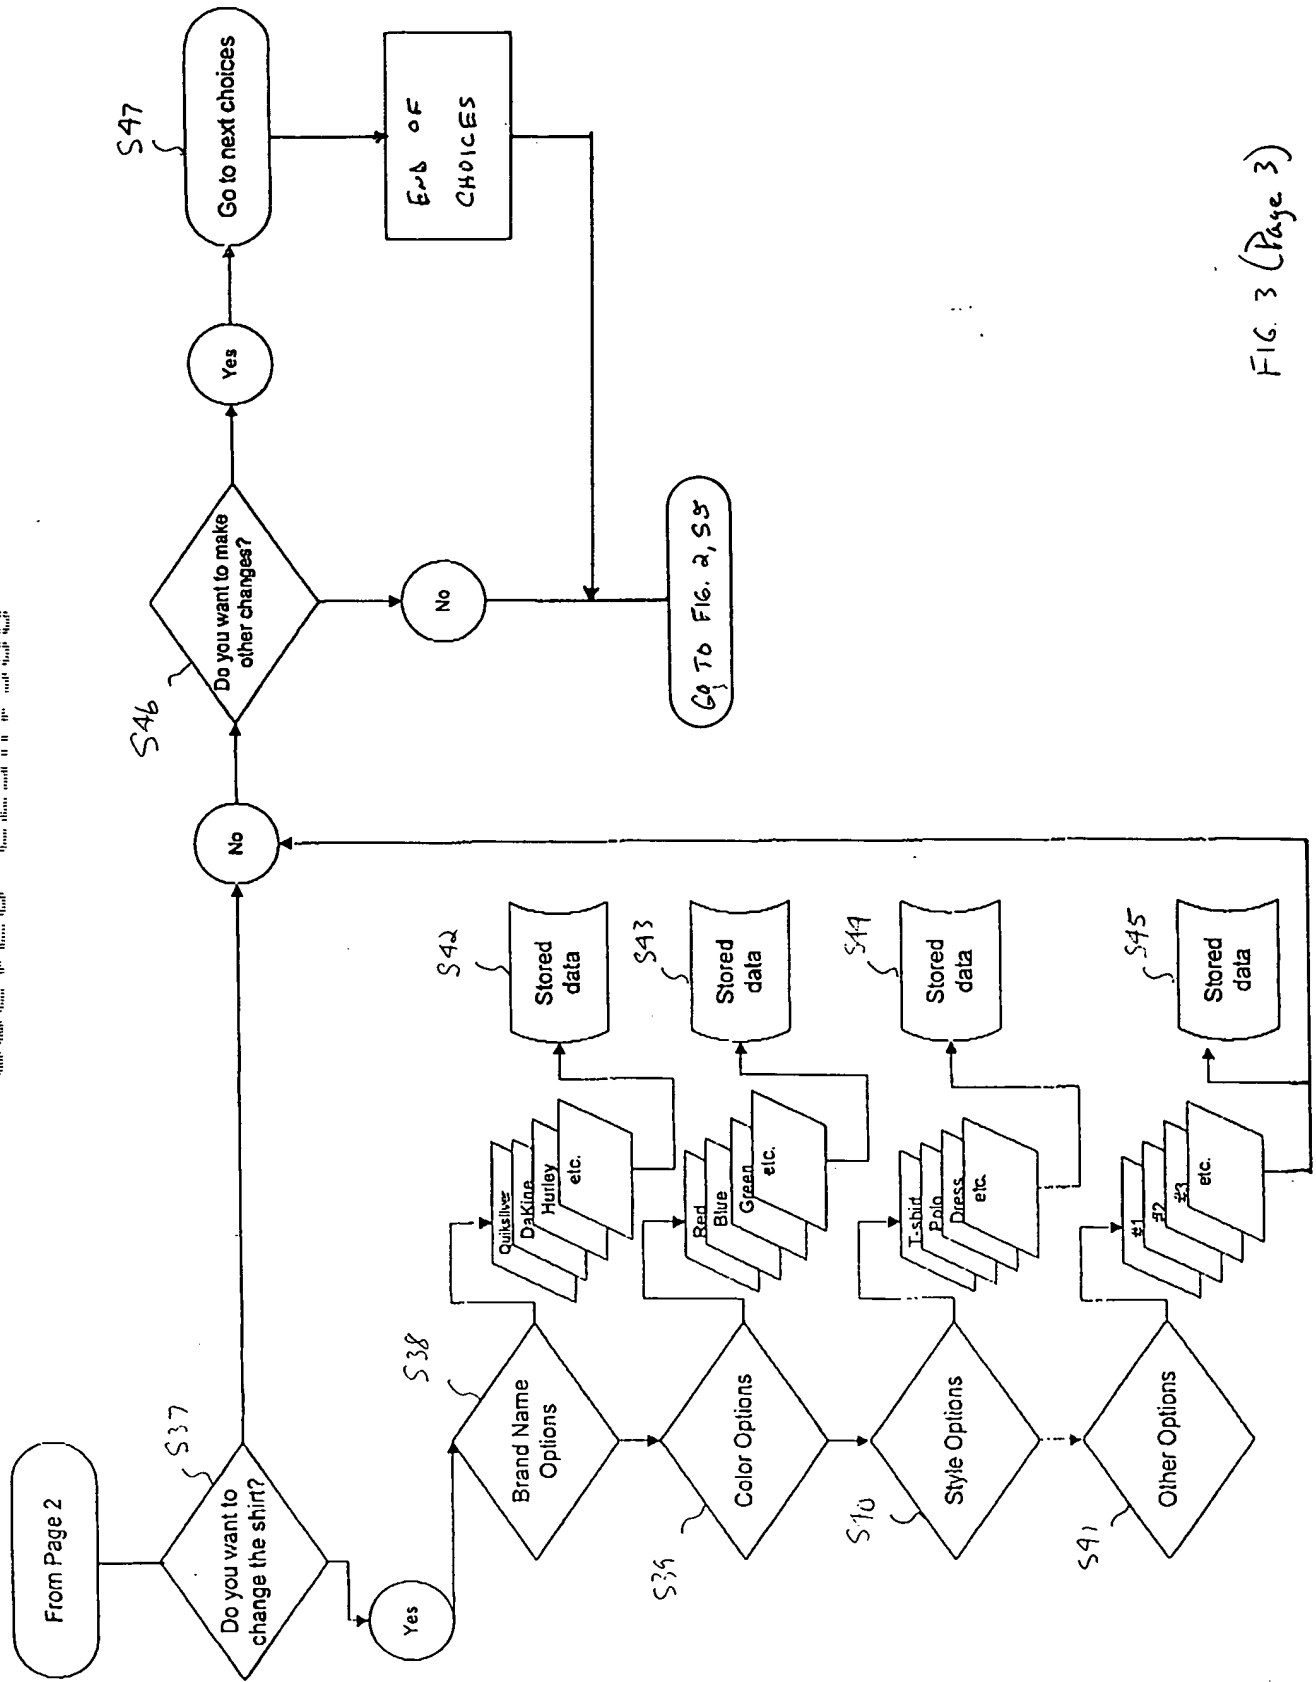 From Page 2
S37
Do you want to
change the shirt?
Yes
No
S38
Brand Name
Options
Quiksilver
DaKine
Hurley
etc.
S42
Stored
data
S39
Color Options
Red
Blue
Green
etc.
S43
Stored
data
S40
Style Options
T-shirt
Polo
Dress
etc.
S44
Stored
data
S41
Other Options
#1
#2
#3
etc.
S45
Stored
data
S46
Do you want to make
other changes?
Yes
No
S47
Go to next choices
END OF
CHOICES
GO TO FIG. 2, S5
FIG. 3 (Page 3)